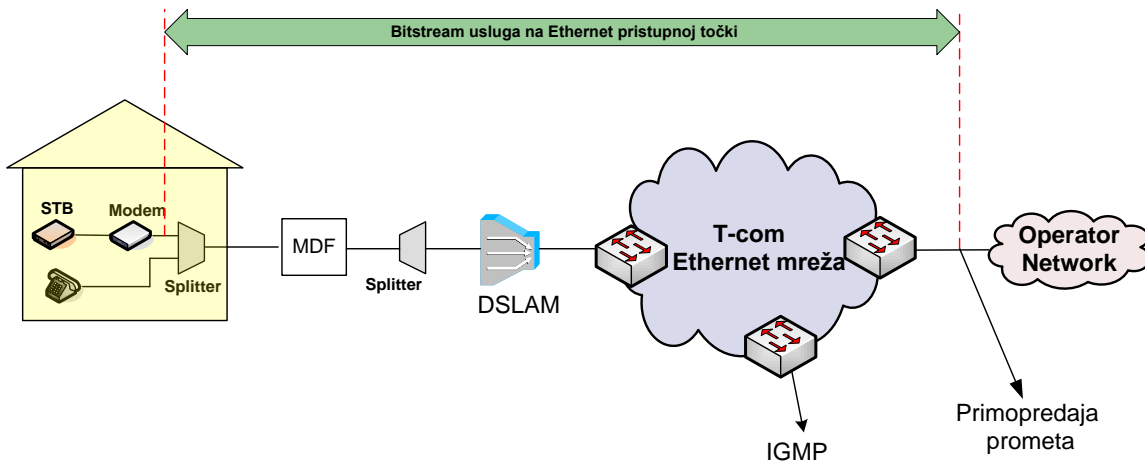 Bitstream usluga na Ethernet pristupnoj točki
STB
Modem
Splitter
MDF
Splitter
DSLAM
T-com
Ethernet mreža
IGMP
Operator
Network
Primopredaja
prometa